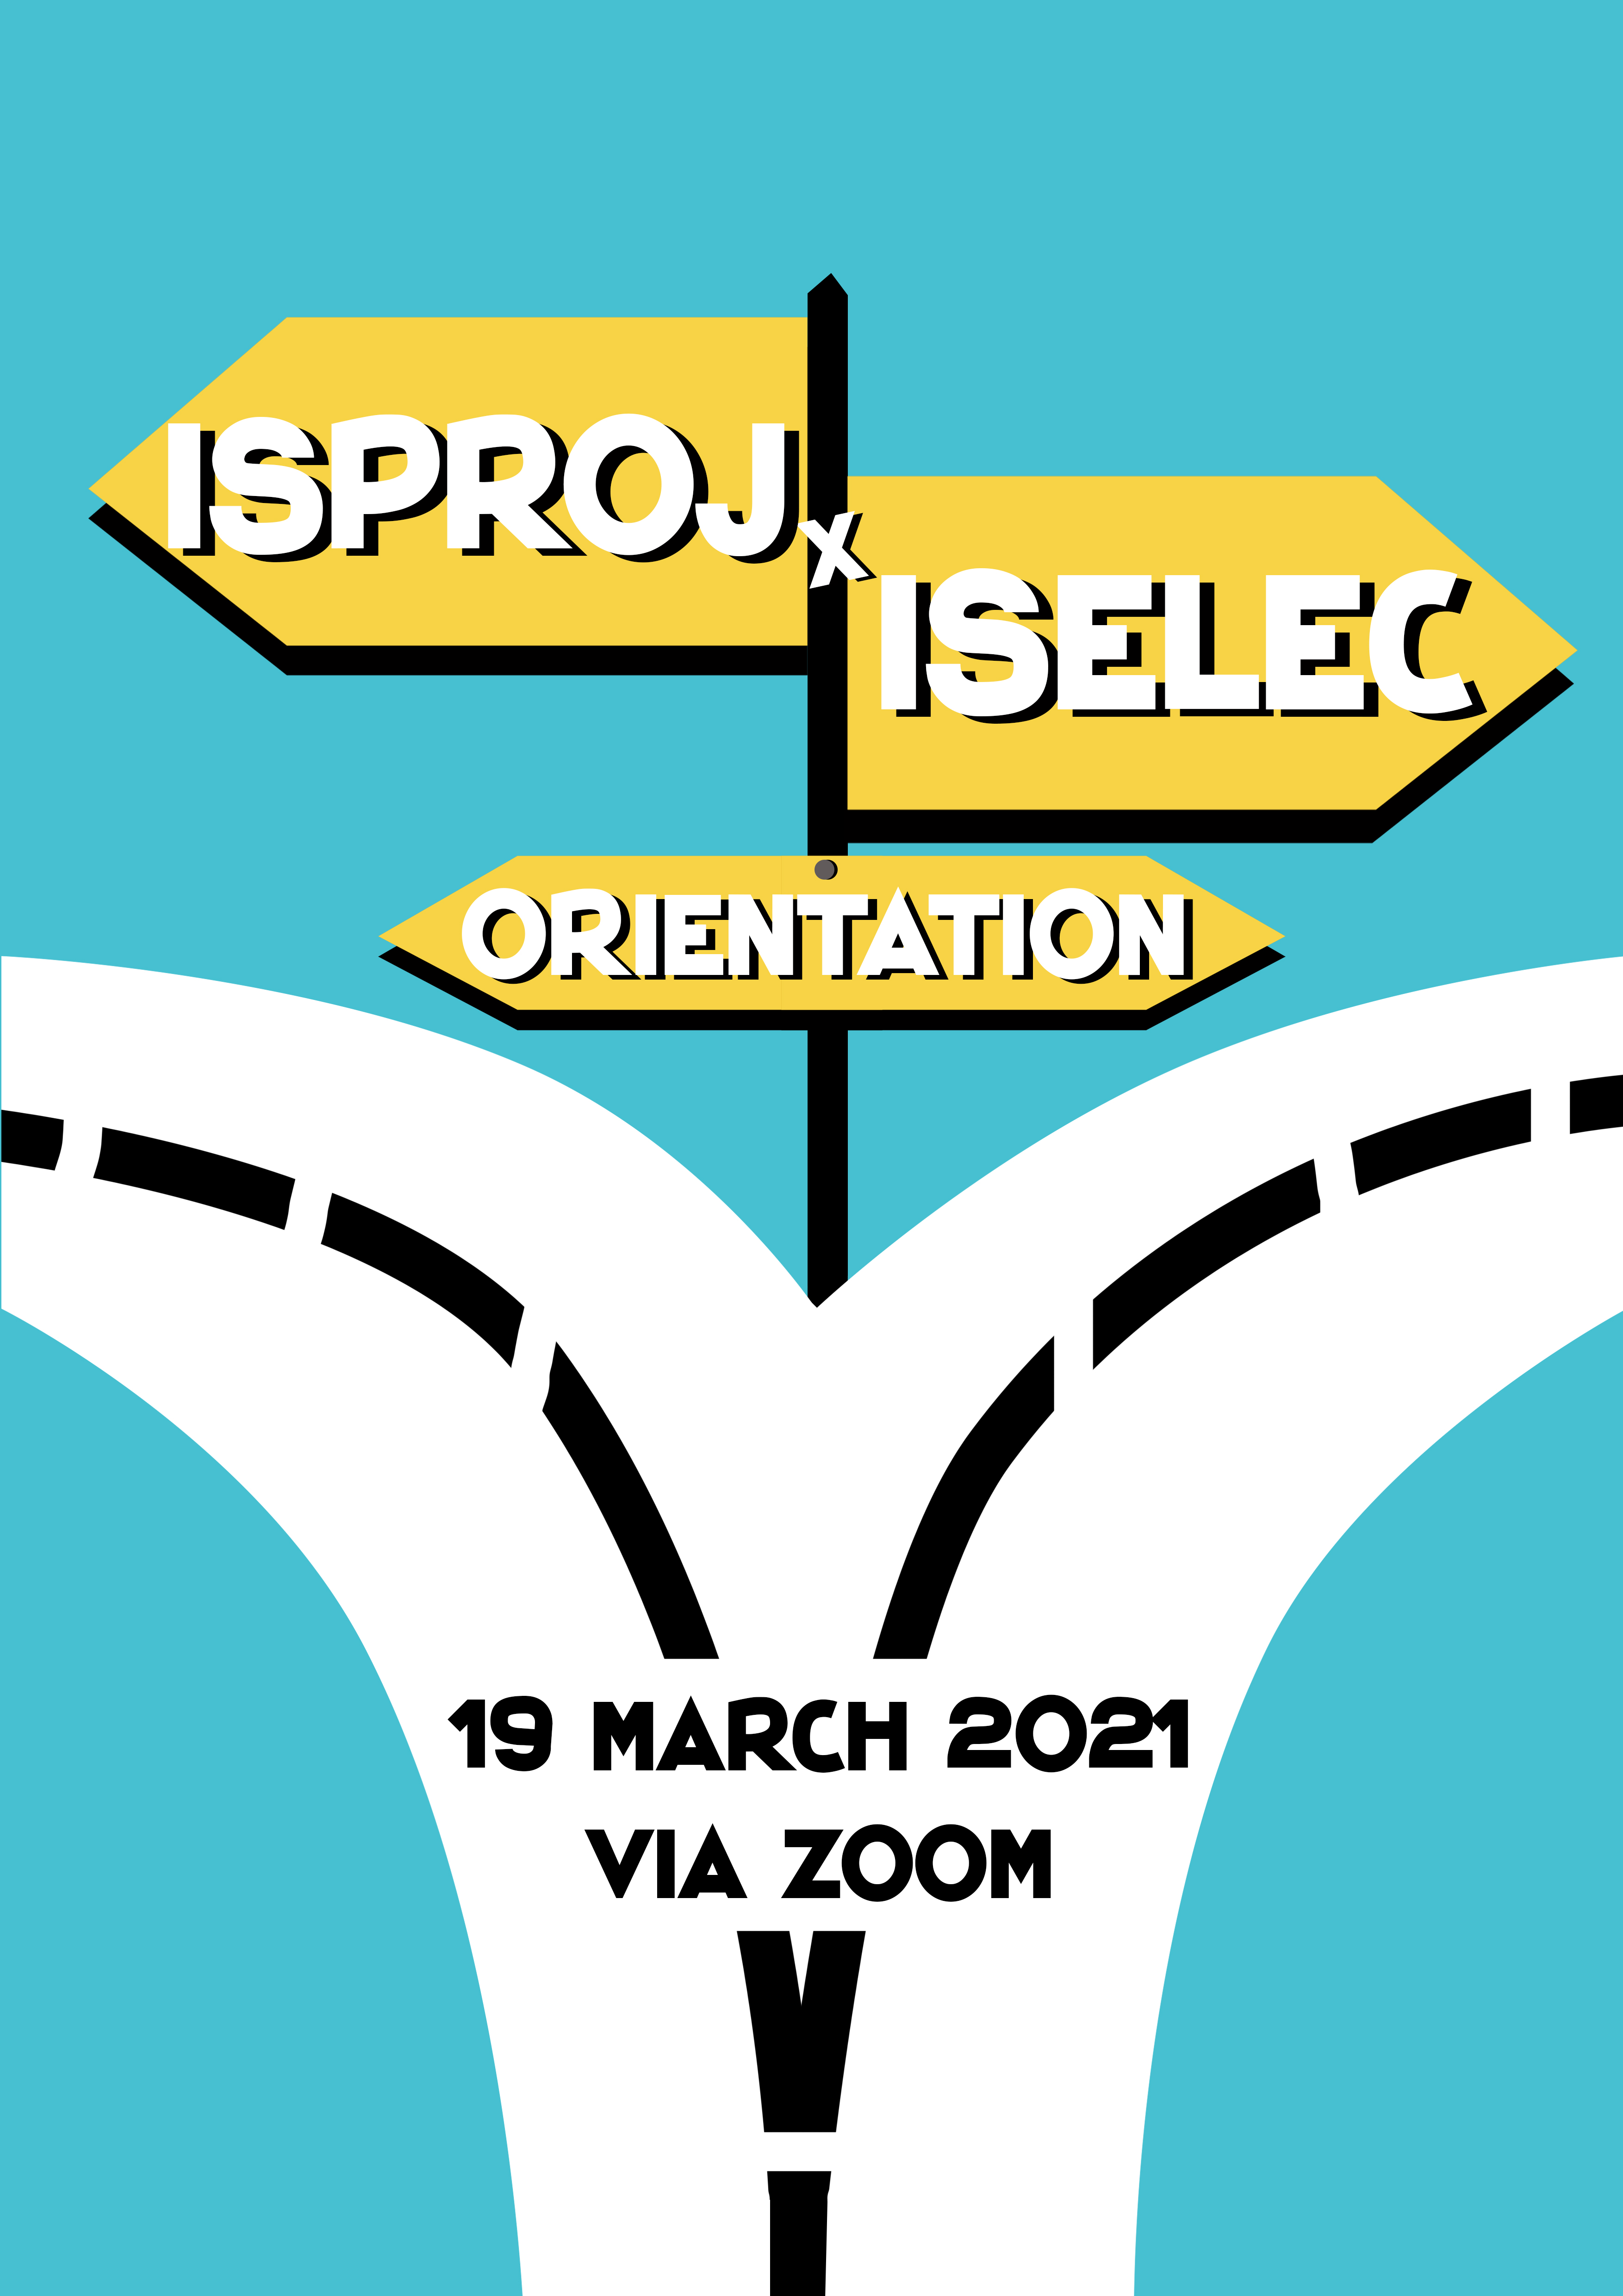 ISPROJ
X
ISELEC
ORIENTATION
19 MARCH 2021
VIA ZOOM